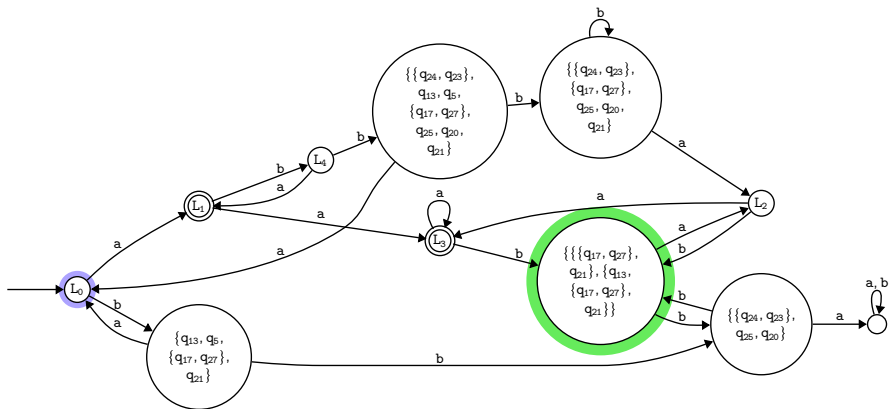 b
{{q₂₄, q₂₃},
q₁₃, q₅,
{q₁₇, q₂₇},
q₂₅, q₂₀,
q₂₁}
b
{{q₂₄, q₂₃},
{q₁₇, q₂₇},
q₂₅, q₂₀,
q₂₁}
b
L₄
b
a
a
L₁
a
a
L₂
a
a
L₃
b
a
b
a
L₀
b
a
a
{{{q₁₇, q₂₇},
q₂₁}, {q₁₃,
{q₁₇, q₂₇},
q₂₁}}
b
b
{{q₂₄, q₂₃},
q₂₅, q₂₀}
a
a, b
{q₁₃, q₅,
{q₁₇, q₂₇},
q₂₁}
b